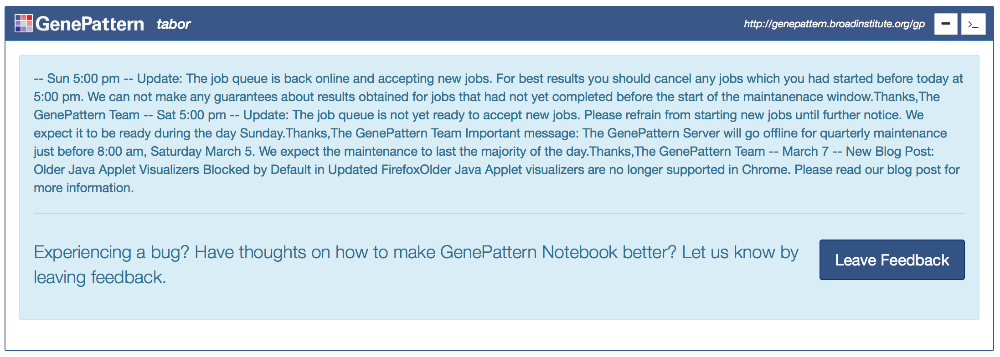 GenePattern tabor http://genepattern.broadinstitute.org/gp >_
-- Sun 5:00 pm -- Update: The job queue is back online and accepting new jobs. For best results you should cancel any jobs which you had started before today at
5:00 pm. We can not make any guarantees about results obtained for jobs that had not yet completed before the start of the maintanenace window.Thanks,The
GenePattern Team -- Sat 5:00 pm -- Update: The job queue is not yet ready to accept new jobs. Please refrain from starting new jobs until further notice. We
expect it to be ready during the day Sunday.Thanks,The GenePattern Team Important message: The GenePattern Server will go offline for quarterly maintenance
just before 8:00 am, Saturday March 5. We expect the maintenance to last the majority of the day.Thanks,The GenePattern Team -- March 7 -- New Blog Post:
Older Java Applet Visualizers Blocked by Default in Updated FirefoxOlder Java Applet visualizers are no longer supported in Chrome. Please read our blog post for
more information.
Experiencing a bug? Have thoughts on how to make GenePattern Notebook better? Let us know by
leaving feedback.
Leave Feedback